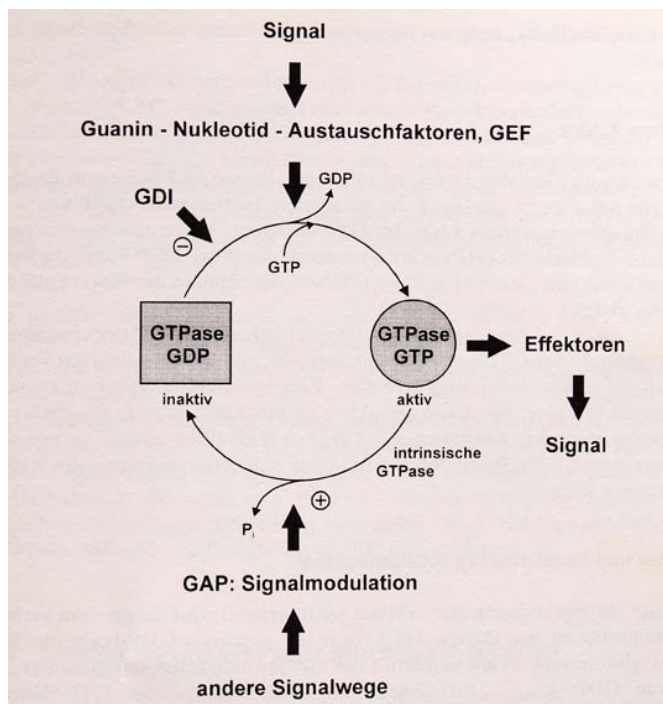 Signal
Guanin - Nukleotid - Austauschfaktoren, GEF
GDP
GDI
−
GTP
GTPase
GDP
GTPase
GTP
Effektoren
inaktiv
aktiv
Signal
intrinsische
GTPase
+
Pi
GAP: Signalmodulation
andere Signalwege